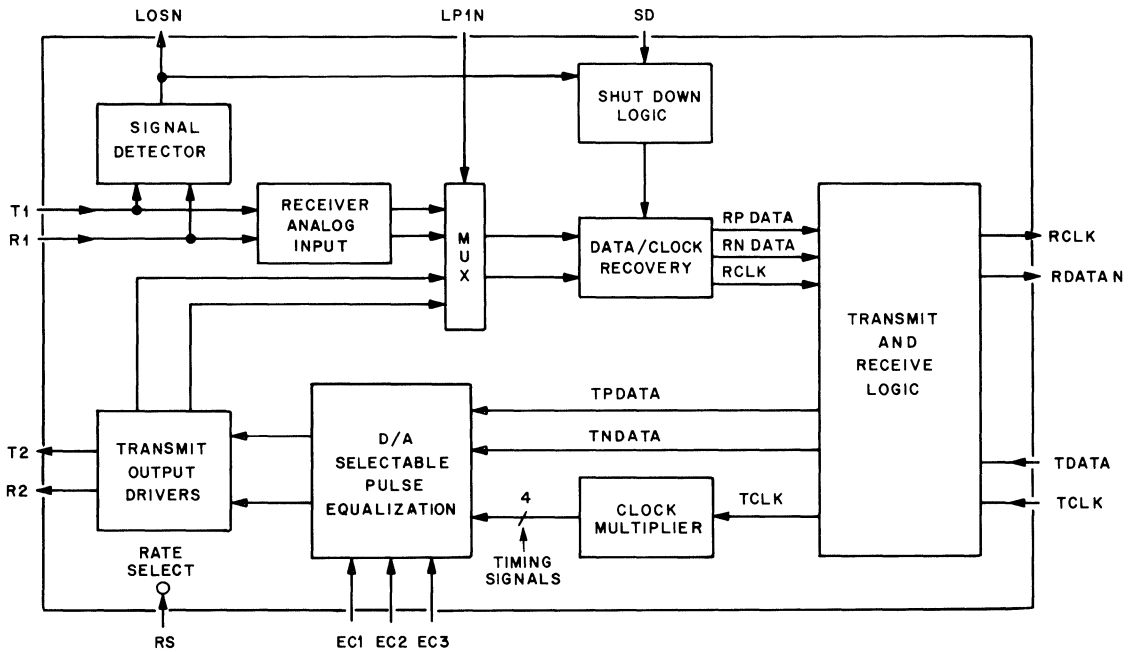 LOSN
LP1N
SD
SHUT DOWN
LOGIC
SIGNAL
DETECTOR
T1
R1
RECEIVER
ANALOG
INPUT
MUX
DATA/CLOCK
RECOVERY
RP DATA
RN DATA
RCLK
TRANSMIT
AND
RECEIVE
LOGIC
RCLK
RDATAN
T2
R2
TRANSMIT
OUTPUT
DRIVERS
D/A
SELECTABLE
PULSE
EQUALIZATION
TPDATA
TNDATA
4
TIMING
SIGNALS
CLOCK
MULTIPLIER
TCLK
TDATA
TCLK
RATE
SELECT
RS
EC1 EC2 EC3